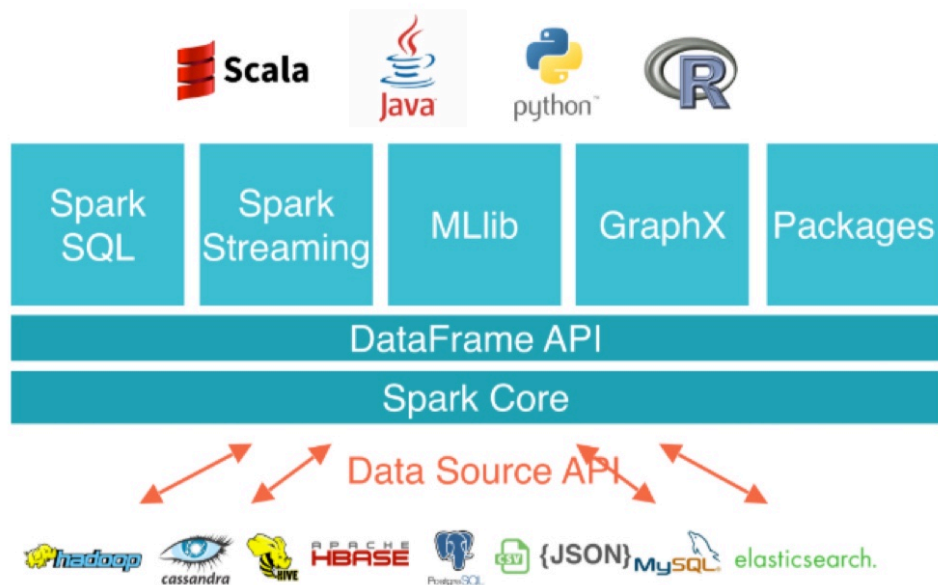 Scala
Java
python™
R
Spark
SQL
Spark
Streaming
MLlib
GraphX
Packages
DataFrame API
Spark Core
Data Source API
hadoop
cassandra
HIVE
APACHE
HBASE
PostgreSQL
CSV
{JSON}
MySQL
elasticsearch.